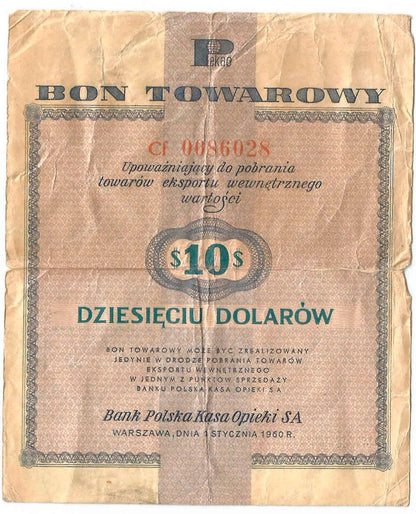 Pekao
BON TOWAROWY
Cf 0086028
Upoważniający do pobrania
towarów eksportu wewnętrznego
wartości
$10$
DZIESIĘCIU DOLARÓW
BON TOWAROWY MOŻE BYĆ ZREALIZOWANY
JEDYNIE W DRODZE POBRANIA TOWARÓW
EKSPORTU WEWNĘTRZNEGO
W JEDNYM Z PUNKTÓW SPRZEDAŻY
BANKU POLSKA KASA OPIEKI SA
Bank Polska Kasa Opieki SA
WARSZAWA, DNIA 1 STYCZNIA 1960 R.